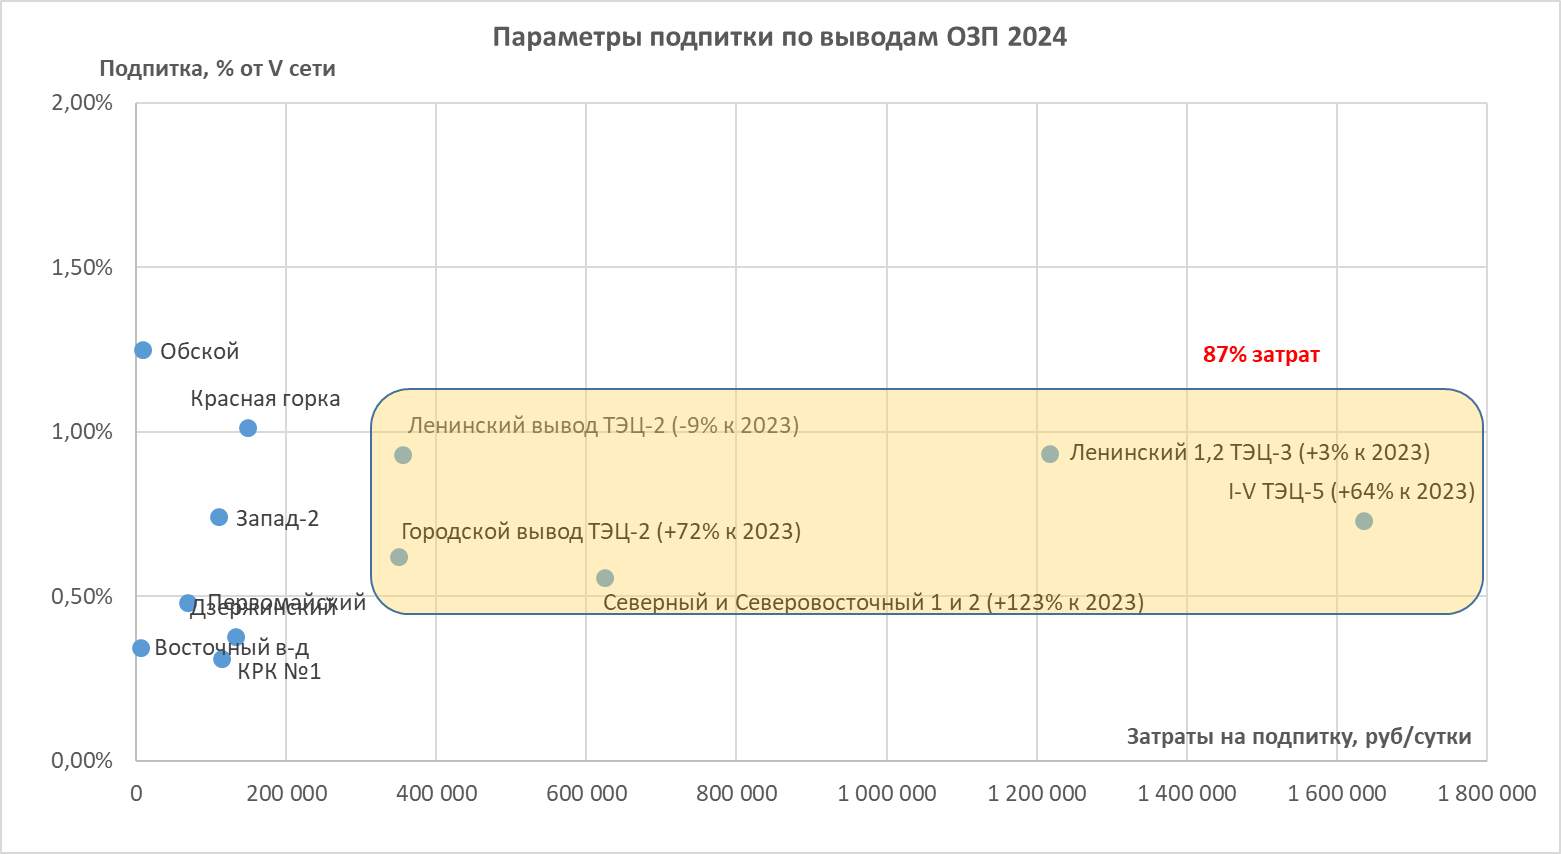 Параметры подпитки по выводам ОЗП 2024
Подпитка, % от V сети
2,00%
1,50%
Обской
87% затрат
Красная горка
Ленинский вывод ТЭЦ-2 (-9% к 2023)
1,00%
Ленинский 1,2 ТЭЦ-3 (+3% к 2023)
I-V ТЭЦ-5 (+64% к 2023)
Запад-2
Городской вывод ТЭЦ-2 (+72% к 2023)
0,50%
Первомайский
Дзержинский
Северный и Северовосточный 1 и 2 (+123% к 2023)
Восточный в-д
КРК №1
Затраты на подпитку, руб/сутки
0,00%
0
200 000
400 000
600 000
800 000
1 000 000
1 200 000
1 400 000
1 600 000
1 800 000